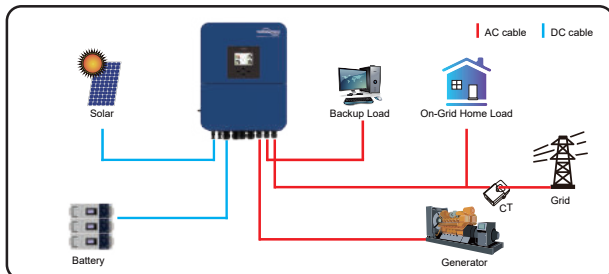 AC cable
DC cable
Solar
Backup Load
On-Grid Home Load
CT
Grid
Battery
Generator